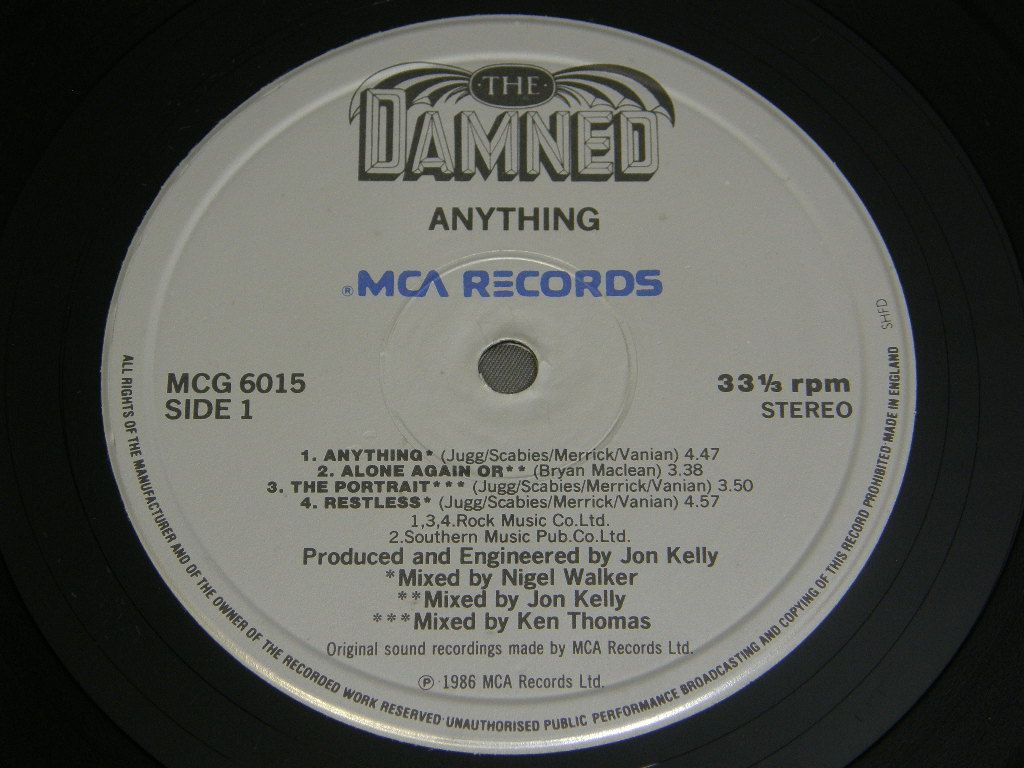 THE
DAMNED
ANYTHING
® MCA RECORDS
MCG 6015
SIDE 1
33⅓ rpm
STEREO
1. ANYTHING* (Jugg/Scabies/Merrick/Vanian) 4.47
2. ALONE AGAIN OR** (Bryan Maclean) 3.38
3. THE PORTRAIT*** (Jugg/Scabies/Merrick/Vanian) 3.50
4. RESTLESS* (Jugg/Scabies/Merrick/Vanian) 4.57
1,3,4.Rock Music Co.Ltd.
2.Southern Music Pub.Co.Ltd.
Produced and Engineered by Jon Kelly
*Mixed by Nigel Walker
**Mixed by Jon Kelly
***Mixed by Ken Thomas
Original sound recordings made by MCA Records Ltd.
℗ 1986 MCA Records Ltd.
ALL RIGHTS OF THE MANUFACTURER AND OF THE OWNER OF THE RECORDED WORK RESERVED·UNAUTHORISED PUBLIC PERFORMANCE BROADCASTING AND COPYING OF THIS RECORD PROHIBITED·MADE IN ENGLAND
SHFD